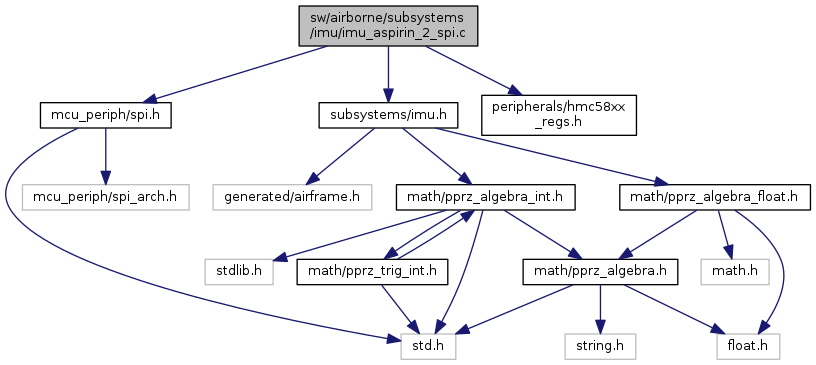 sw/airborne/subsystems
/imu/imu_aspirin_2_spi.c
mcu_periph/spi.h
subsystems/imu.h
peripherals/hmc58xx
_regs.h
mcu_periph/spi_arch.h
generated/airframe.h
math/pprz_algebra_int.h
math/pprz_algebra_float.h
stdlib.h
math/pprz_trig_int.h
math/pprz_algebra.h
math.h
std.h
string.h
float.h